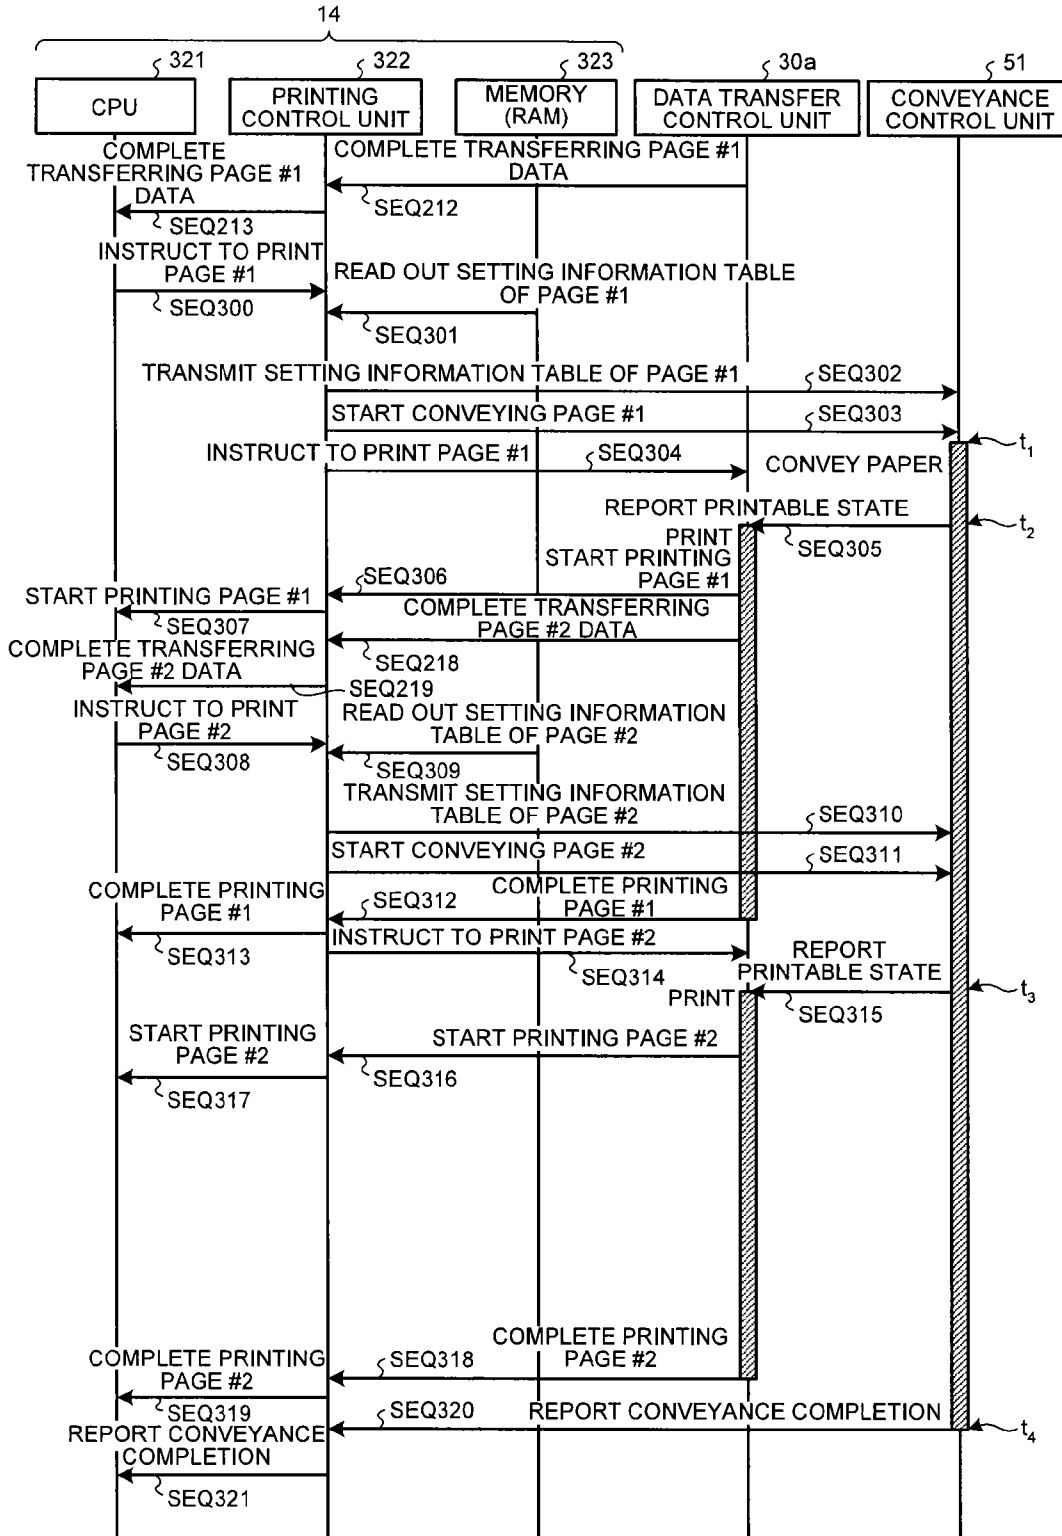 14
321
322
323
30a
51
CPU
PRINTING
CONTROL UNIT
MEMORY
(RAM)
DATA TRANSFER
CONTROL UNIT
CONVEYANCE
CONTROL UNIT
COMPLETE
TRANSFERRING PAGE #1
DATA
COMPLETE TRANSFERRING PAGE #1
DATA
SEQ212
SEQ213
INSTRUCT TO PRINT
PAGE #1
SEQ300
READ OUT SETTING INFORMATION TABLE
OF PAGE #1
SEQ301
TRANSMIT SETTING INFORMATION TABLE OF PAGE #1
SEQ302
START CONVEYING PAGE #1
SEQ303
t1
INSTRUCT TO PRINT PAGE #1
SEQ304
CONVEY PAPER
REPORT PRINTABLE STATE
t2
SEQ305
PRINT
START PRINTING
PAGE #1
SEQ306
START PRINTING PAGE #1
SEQ307
COMPLETE TRANSFERRING
PAGE #2 DATA
SEQ218
COMPLETE TRANSFERRING
PAGE #2 DATA
SEQ219
INSTRUCT TO PRINT
PAGE #2
SEQ308
READ OUT SETTING INFORMATION
TABLE OF PAGE #2
SEQ309
TRANSMIT SETTING INFORMATION
TABLE OF PAGE #2
SEQ310
START CONVEYING PAGE #2
SEQ311
COMPLETE PRINTING
PAGE #1
SEQ312
COMPLETE PRINTING
PAGE #1
SEQ313
INSTRUCT TO PRINT PAGE #2
SEQ314
REPORT
PRINTABLE STATE
t3
SEQ315
PRINT
START PRINTING PAGE #2
SEQ316
START PRINTING
PAGE #2
SEQ317
COMPLETE PRINTING
PAGE #2
SEQ318
COMPLETE PRINTING
PAGE #2
SEQ319
SEQ320
REPORT CONVEYANCE COMPLETION
t4
REPORT CONVEYANCE
COMPLETION
SEQ321